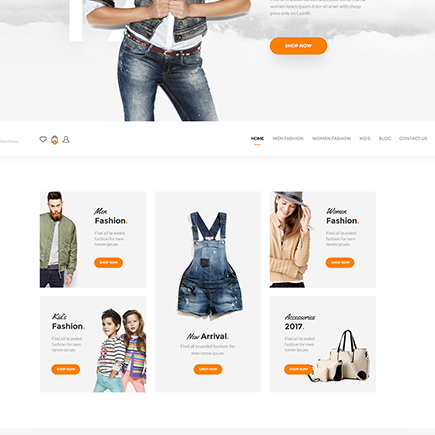 women lorem ipsum dolor sit amet with cheap
price only on Last40
SHOP NOW
HOME MEN FASHION WOMEN FASHION KID'S BLOG CONTACT US
Men
Fashion.
Find all branded
fashion for men
lorem ipsum.
SHOP NOW
New Arrival.
Find all branded fashion for
men lorem ipsum.
SHOP NOW
Women
Fashion.
Find all branded
fashion for men
lorem ipsum.
SHOP NOW
Kid's
Fashion.
Find all branded
fashion for men
lorem ipsum.
SHOP NOW
Accessories
2017.
Find all branded
fashion for men
lorem ipsum.
SHOP NOW